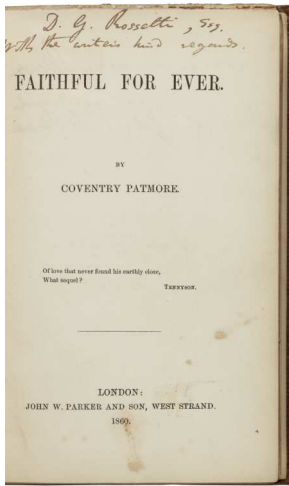 D. G. Rossetti, Esq.
With the writer's kind regards.
FAITHFUL FOR EVER.
BY
COVENTRY PATMORE.
Of love that never found his earthly close,
What sequel?
TENNYSON.
LONDON:
JOHN W. PARKER AND SON, WEST STRAND.
1860.